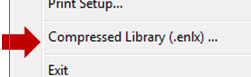 Print Setup...
Compressed Library (.enlx) ...
Exit